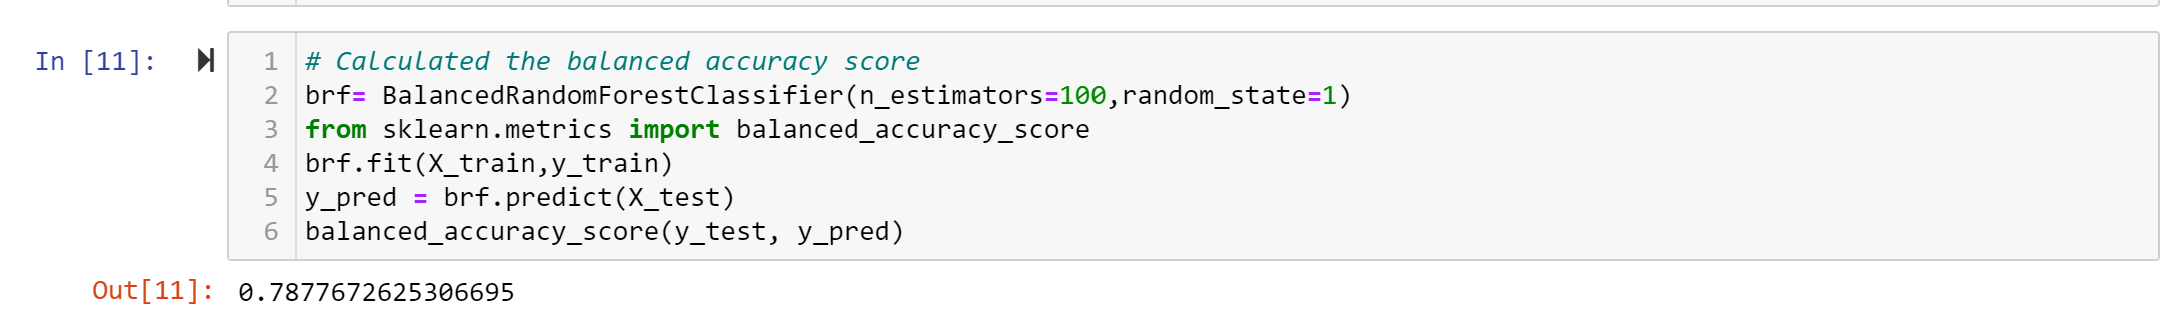 In [11]:
1 # Calculated the balanced accuracy score
2 brf= BalancedRandomForestClassifier(n_estimators=100,random_state=1)
3 from sklearn.metrics import balanced_accuracy_score
4 brf.fit(X_train,y_train)
5 y_pred = brf.predict(X_test)
6 balanced_accuracy_score(y_test, y_pred)
Out[11]: 0.7877672625306695